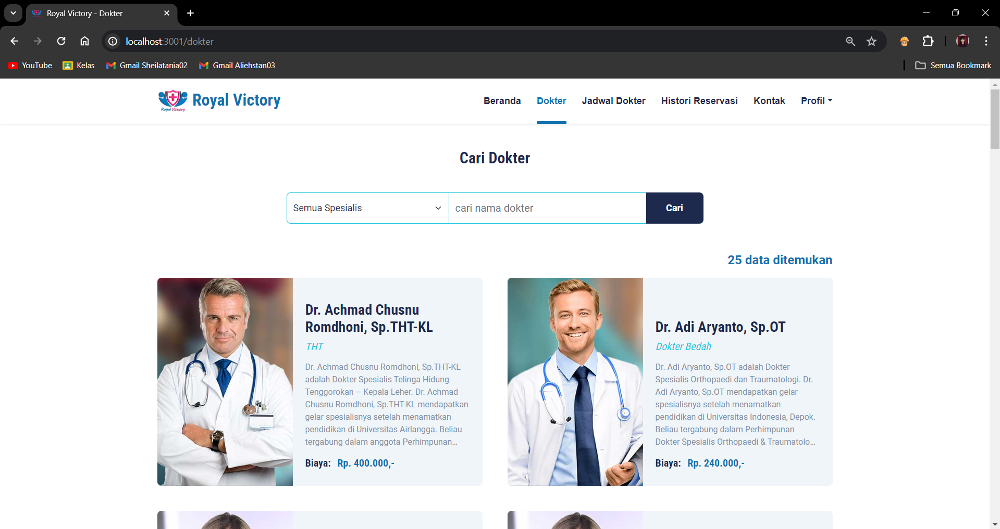 Royal Victory - Dokter
localhost:3001/dokter
YouTube
Kelas
Gmail Sheilatania02
Gmail Aliehstan03
Semua Bookmark
Royal Victory
Royal Victory
Beranda
Dokter
Jadwal Dokter
Histori Reservasi
Kontak
Profil
Cari Dokter
Semua Spesialis
cari nama dokter
Cari
25 data ditemukan
Dr. Achmad Chusnu
Romdhoni, Sp.THT-KL
THT
Dr. Achmad Chusnu Romdhoni, Sp.THT-KL
adalah Dokter Spesialis Telinga Hidung
Tenggorokan – Kepala Leher. Dr. Achmad
Chusnu Romdhoni, Sp.THT-KL mendapatkan
gelar spesialisnya setelah menamatkan
pendidikan di Universitas Airlangga. Beliau
tergabung dalam anggota Perhimpunan...
Biaya: Rp. 400.000,-
Dr. Adi Aryanto, Sp.OT
Dokter Bedah
Dr. Adi Aryanto, Sp.OT adalah Dokter
Spesialis Orthopaedi dan Traumatologi. Dr.
Adi Aryanto, Sp.OT mendapatkan gelar
spesialisnya setelah menamatkan
pendidikan di Universitas Indonesia, Depok.
Beliau tergabung dalam Perhimpunan
Dokter Spesialis Orthopaedi & Traumatolo...
Biaya: Rp. 240.000,-